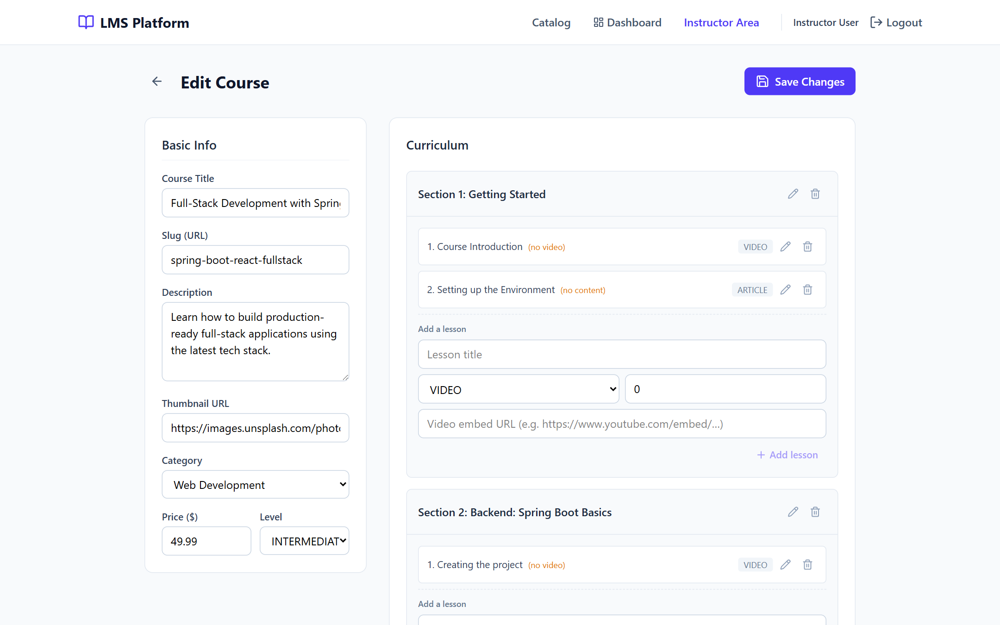 LMS Platform
Catalog
Dashboard
Instructor Area
Instructor User
Logout
Edit Course
Save Changes
Basic Info
Course Title
Full-Stack Development with Spring
Slug (URL)
spring-boot-react-fullstack
Description
Learn how to build production-
ready full-stack applications using
the latest tech stack.
Thumbnail URL
https://images.unsplash.com/photo
Category
Web Development
Price ($)
Level
49.99
INTERMEDIAT
Curriculum
Section 1: Getting Started
1. Course Introduction (no video)
VIDEO
2. Setting up the Environment (no content)
ARTICLE
Add a lesson
Lesson title
VIDEO
0
Video embed URL (e.g. https://www.youtube.com/embed/...)
+ Add lesson
Section 2: Backend: Spring Boot Basics
1. Creating the project (no video)
VIDEO
Add a lesson